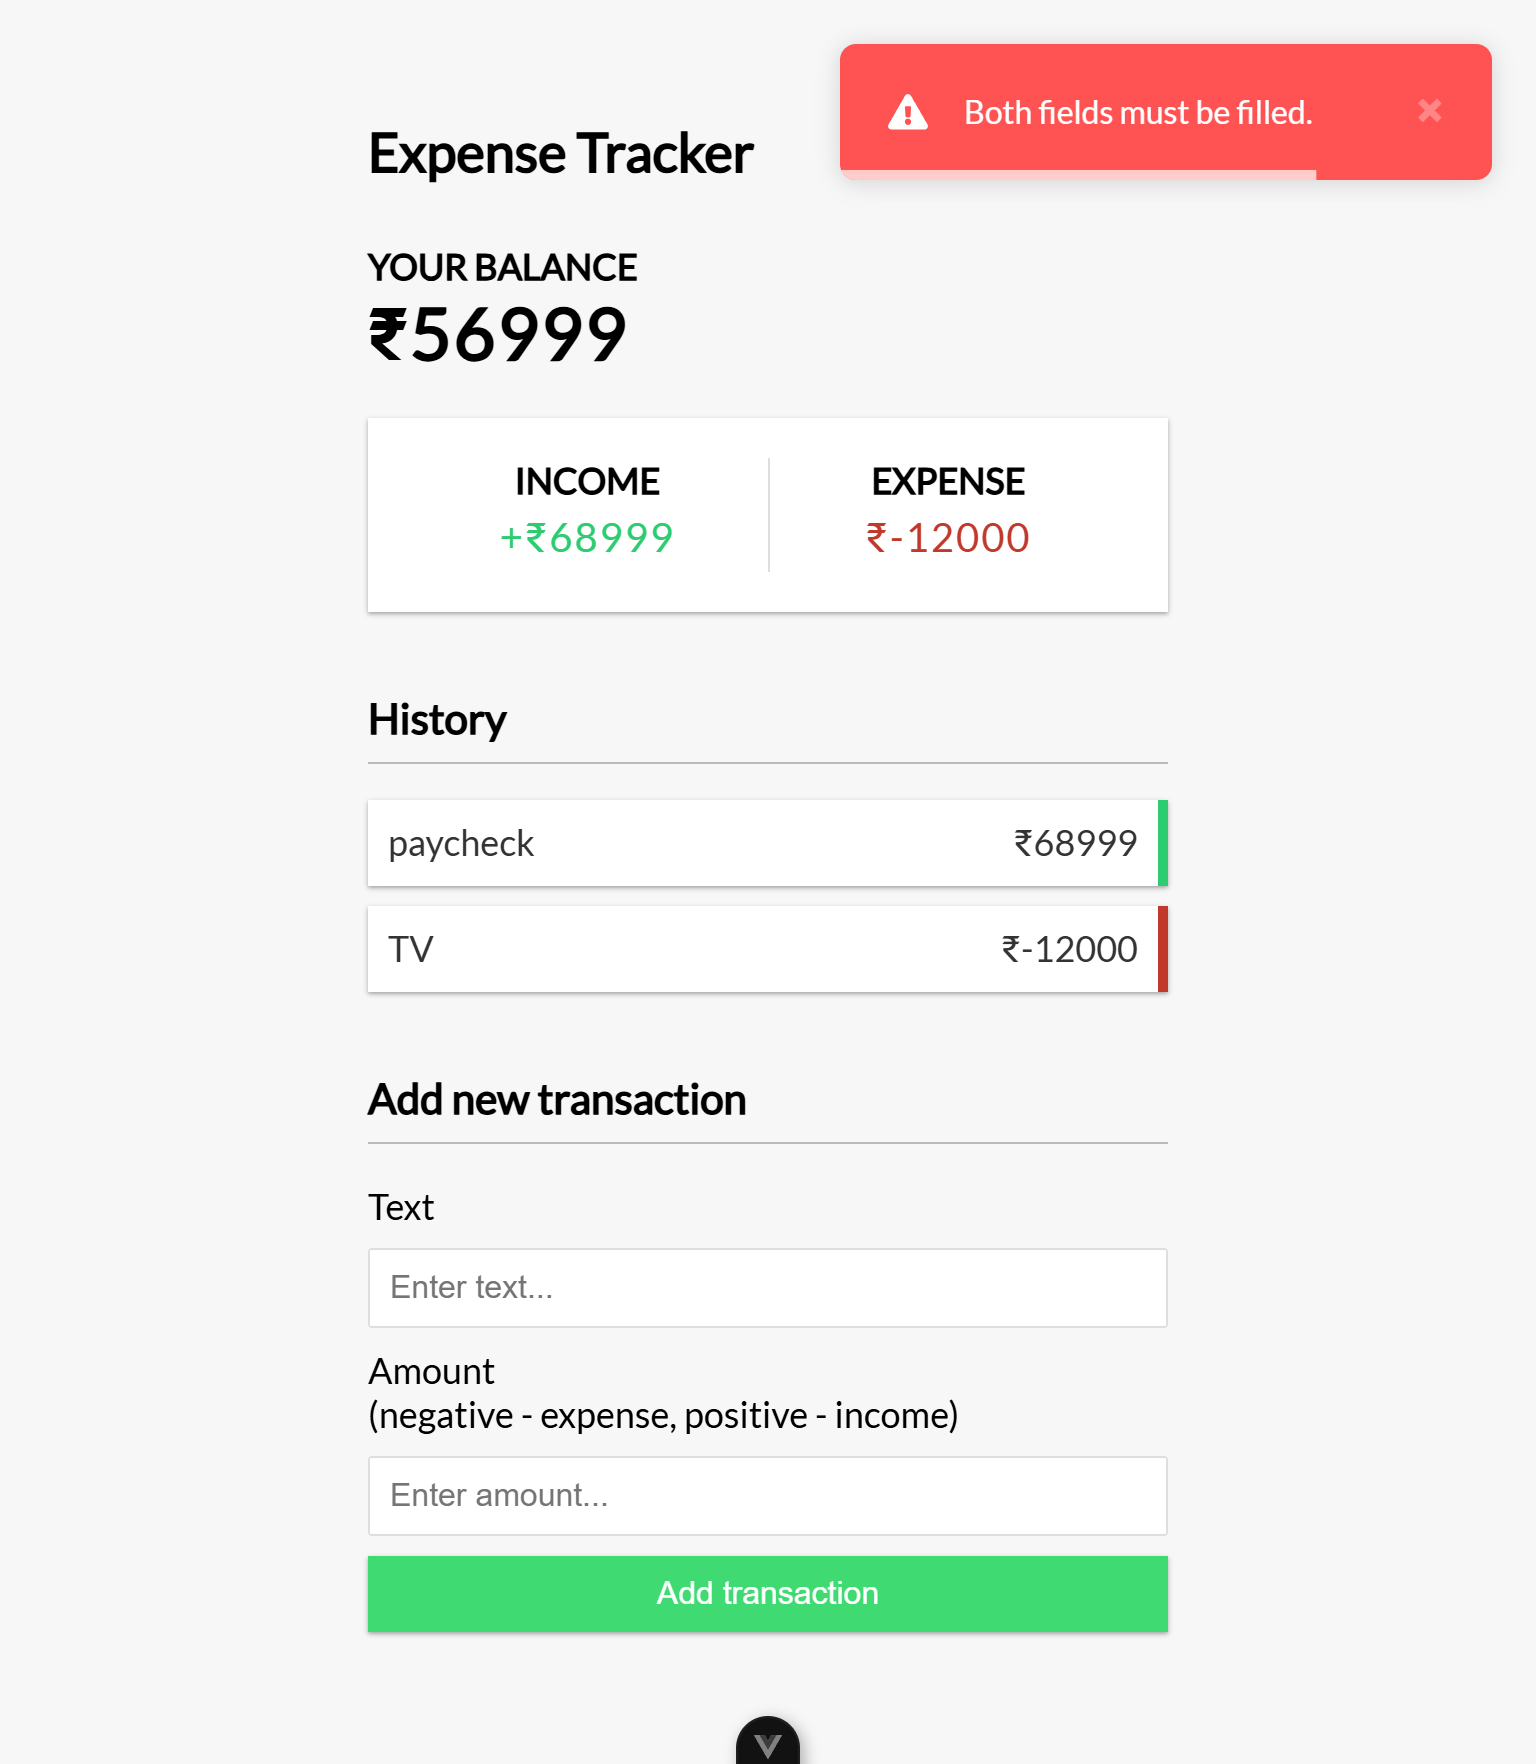 Both fields must be filled.
Expense Tracker
YOUR BALANCE
₹56999
INCOME
+₹68999
EXPENSE
₹-12000
History
paycheck
₹68999
TV
₹-12000
Add new transaction
Text
Enter text...
Amount
(negative - expense, positive - income)
Enter amount...
Add transaction